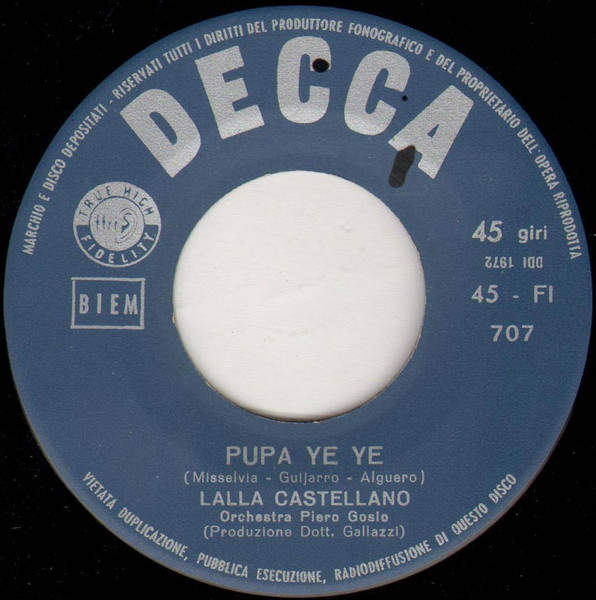 MARCHIO E DISCO DEPOSITATI - RISERVATI TUTTI I DIRITTI DEL PRODUTTORE FONOGRAFICO E DEL PROPRIETARIO DELL'OPERA RIPRODOTTA
DECCA
TRUE HIGH
FIDELITY
BIEM
45 giri
DDI 1972
45 - FI
707
PUPA YE YE
(Misselvia - Guijarro - Alguero)
LALLA CASTELLANO
Orchestra Piero Gosio
(Produzione Dott. Gallazzi)
VIETATA DUPLICAZIONE, PUBBLICA ESECUZIONE, RADIODIFFUSIONE DI QUESTO DISCO